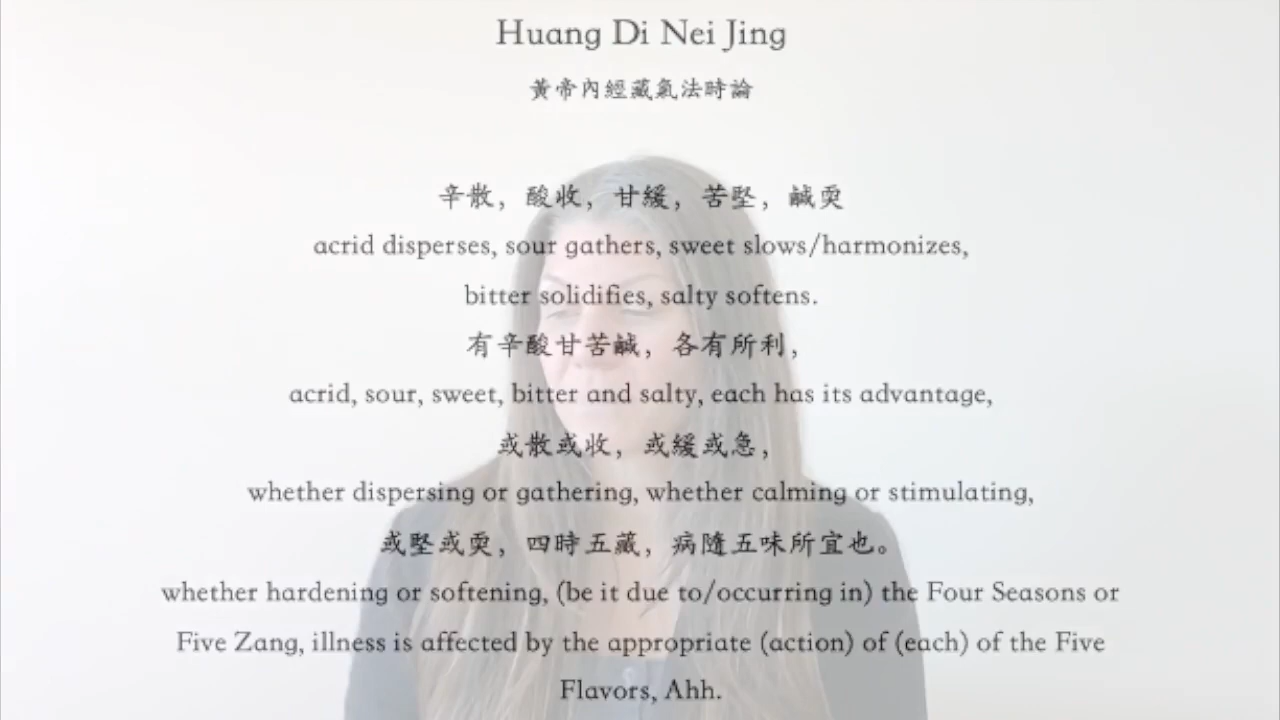 Huang Di Nei Jing
黃帝內經藏氣法時論
辛散，酸收，甘緩，苦堅，鹹耎
acrid disperses, sour gathers, sweet slows/harmonizes,
bitter solidifies, salty softens.
有辛酸甘苦鹹，各有所利，
acrid, sour, sweet, bitter and salty, each has its advantage,
或散或收，或緩或急，
whether dispersing or gathering, whether calming or stimulating,
或堅或耎，四時五藏，病隨五味所宜也。
whether hardening or softening, (be it due to/occurring in) the Four Seasons or
Five Zang, illness is affected by the appropriate (action) of (each) of the Five
Flavors, Ahh.